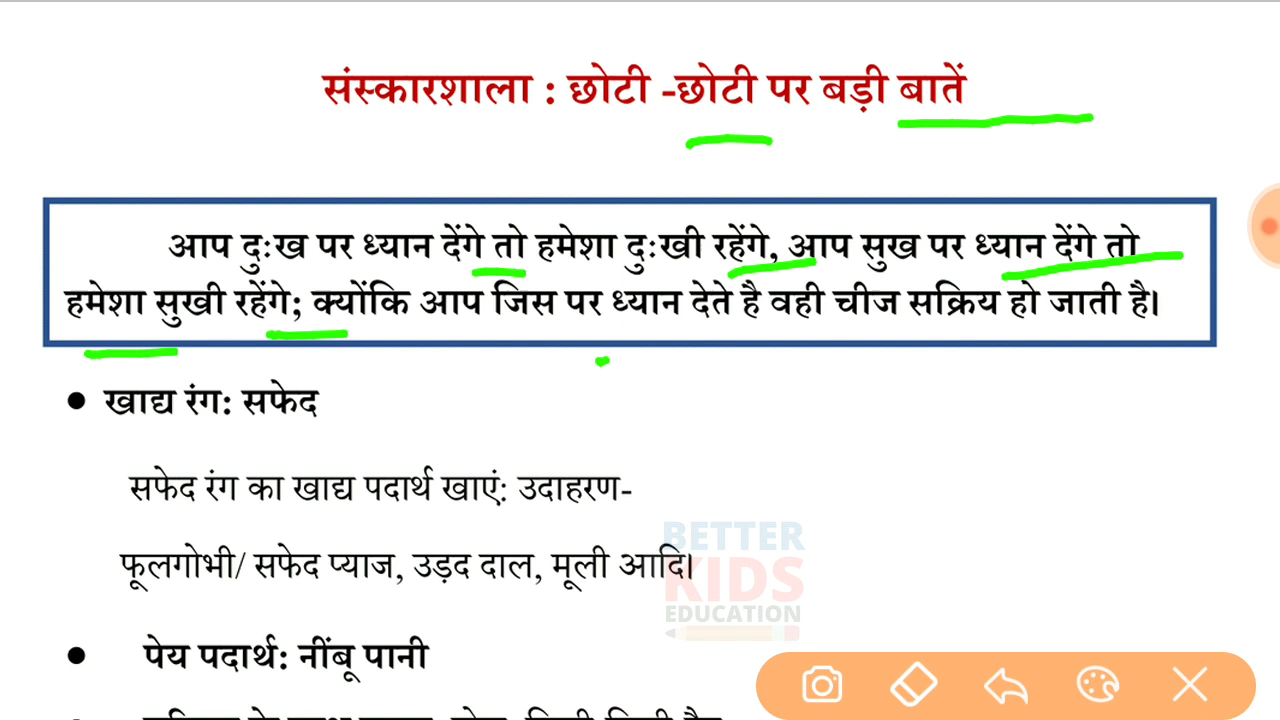 संस्कारशाला : छोटी -छोटी पर बड़ी बातें
आप दुःख पर ध्यान देंगे तो हमेशा दुःखी रहेंगे, आप सुख पर ध्यान देंगे तो
हमेशा सुखी रहेंगे; क्योंकि आप जिस पर ध्यान देते है वही चीज सक्रिय हो जाती है।
● खाद्य रंग: सफेद
सफेद रंग का खाद्य पदार्थ खाएं: उदाहरण-
फूलगोभी/ सफेद प्याज, उड़द दाल, मूली आदि।
BETTER
KIDS
EDUCATION
● पेय पदार्थ: नींबू पानी